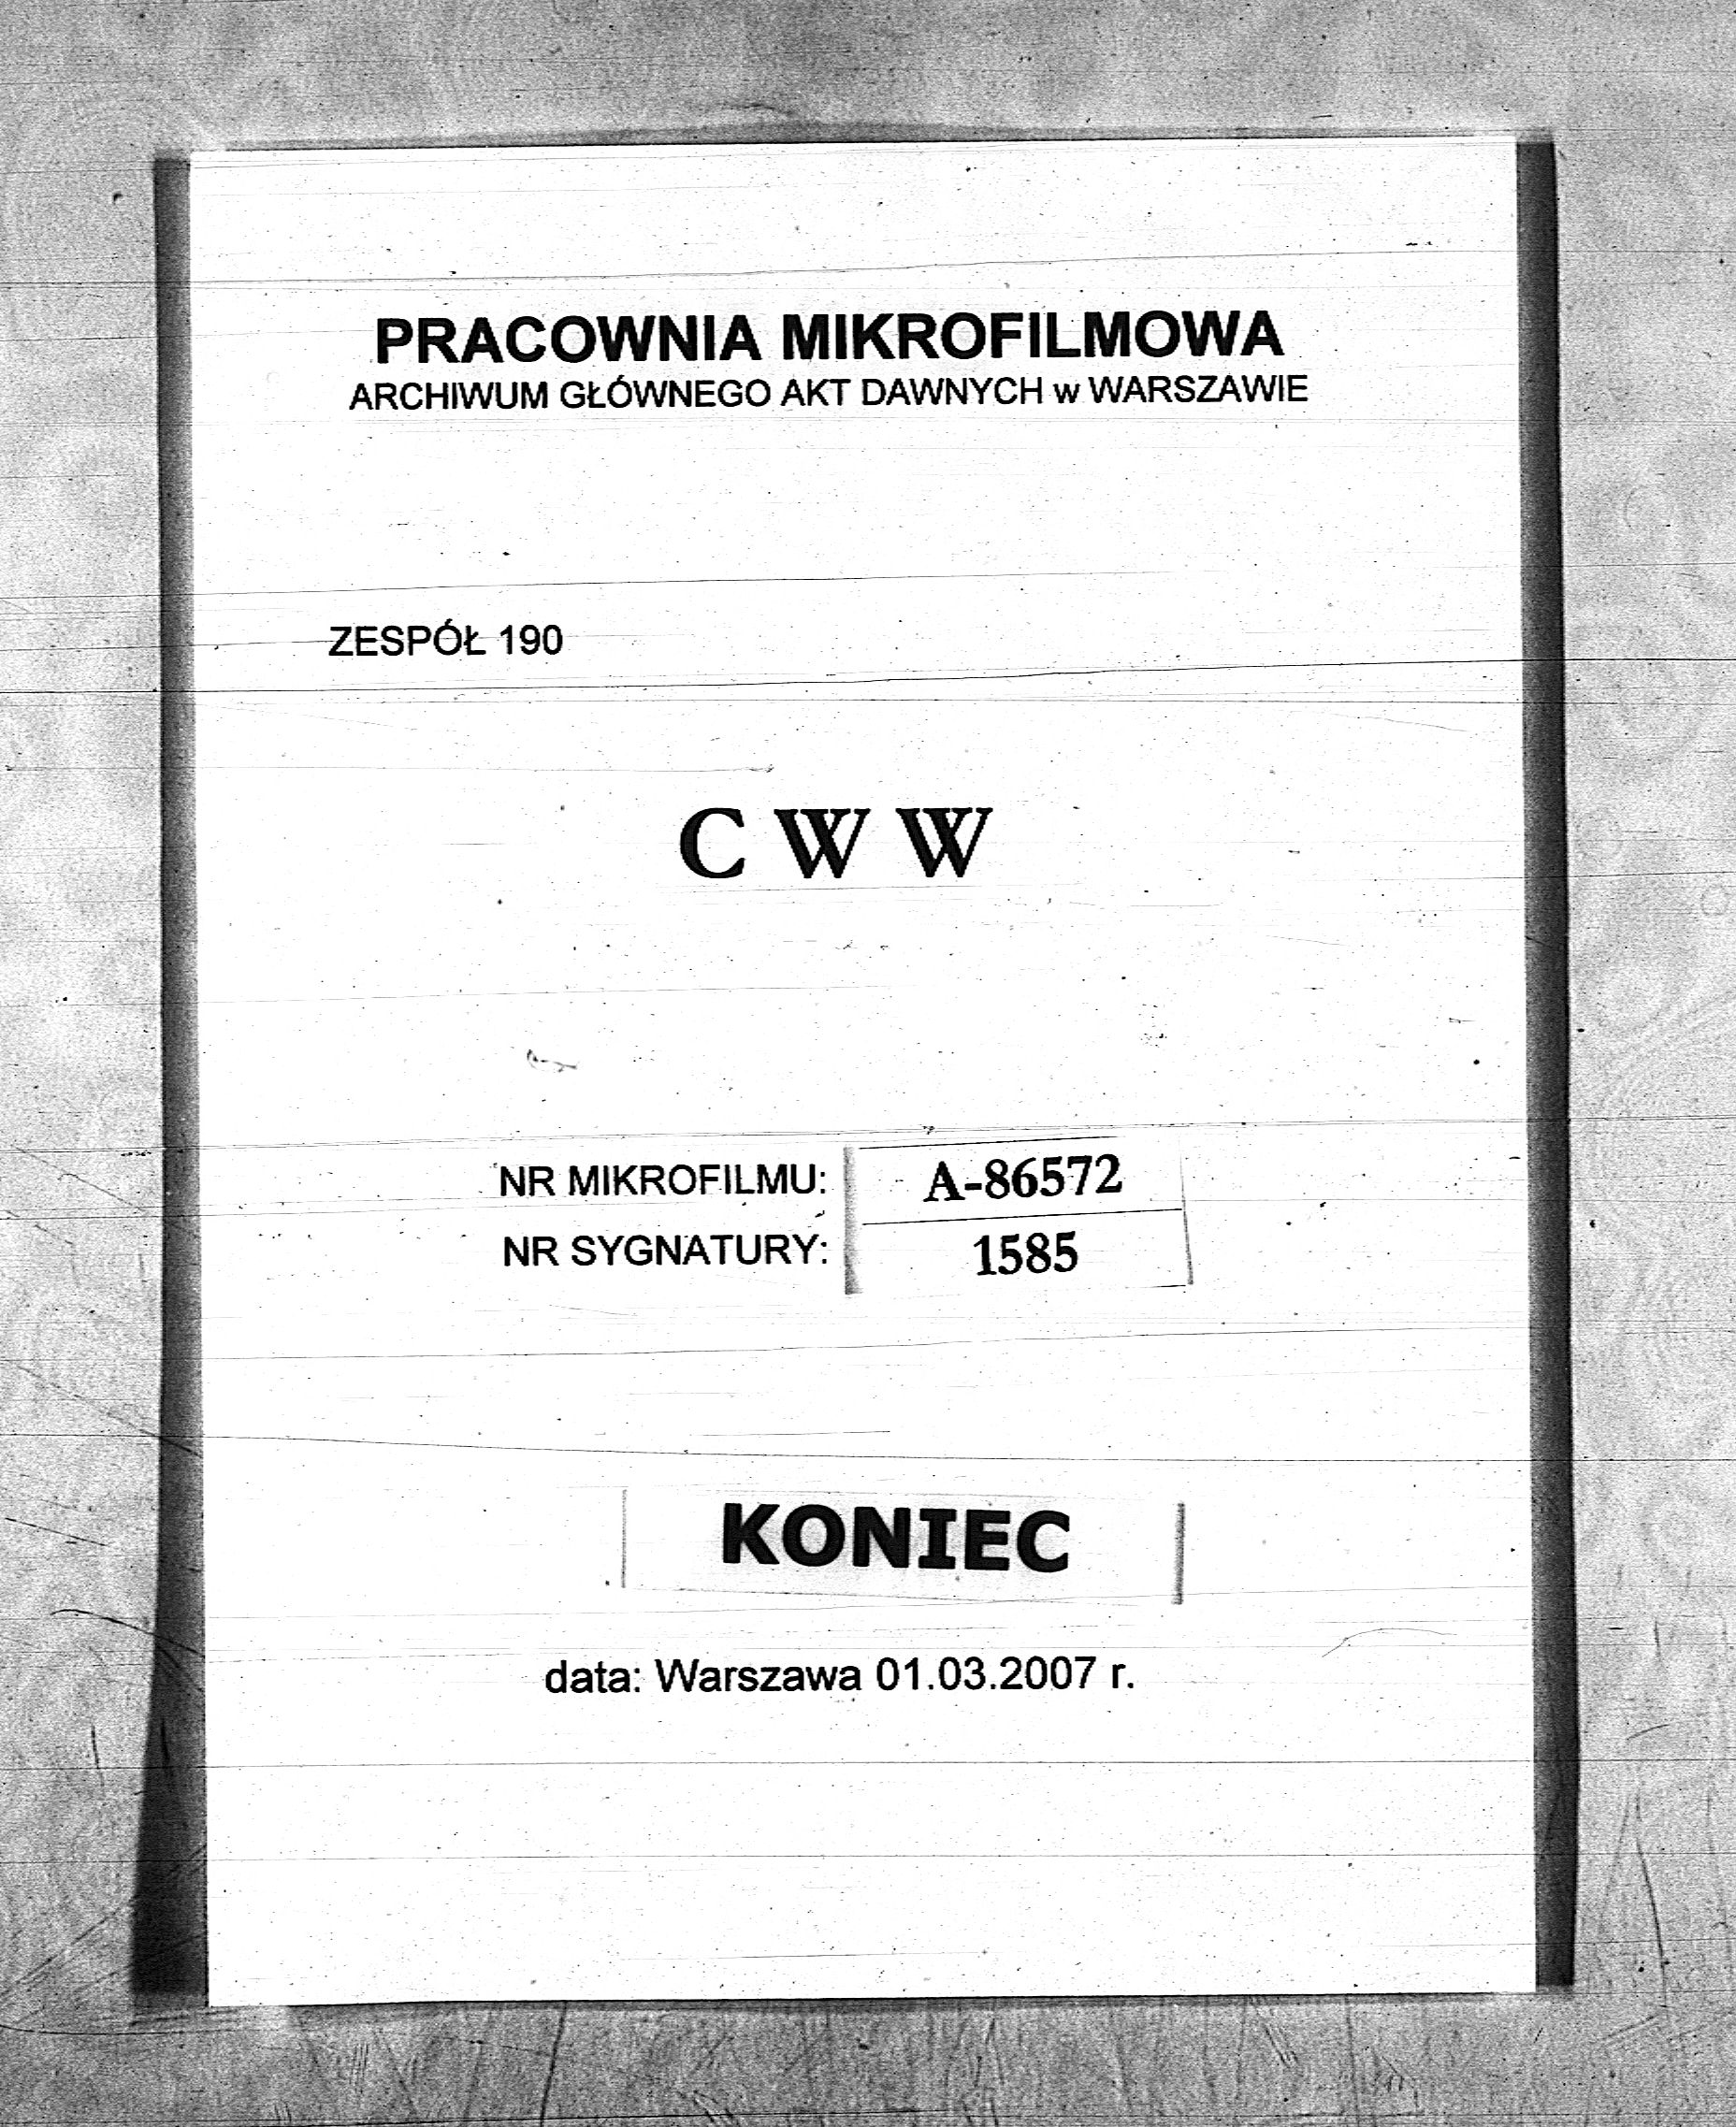 PRACOWNIA MIKROFILMOWA
ARCHIWUM GŁÓWNEGO AKT DAWNYCH w WARSZAWIE
ZESPÓŁ 190
C W W
NR MIKROFILMU: A-86572
NR SYGNATURY: 1585
KONIEC
data: Warszawa 01.03.2007 r.